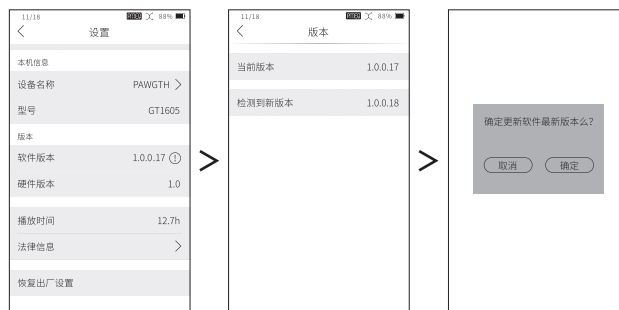 11/18 88%
设置
本机信息
设备名称 PAWGTH >
型号 GT1605
版本
软件版本 1.0.0.17 !
硬件版本 1.0
播放时间 12.7h
法律信息 >
恢复出厂设置
>
11/18 88%
版本
当前版本 1.0.0.17
检测到新版本 1.0.0.18
>
确定更新软件最新版本么?
取消 确定